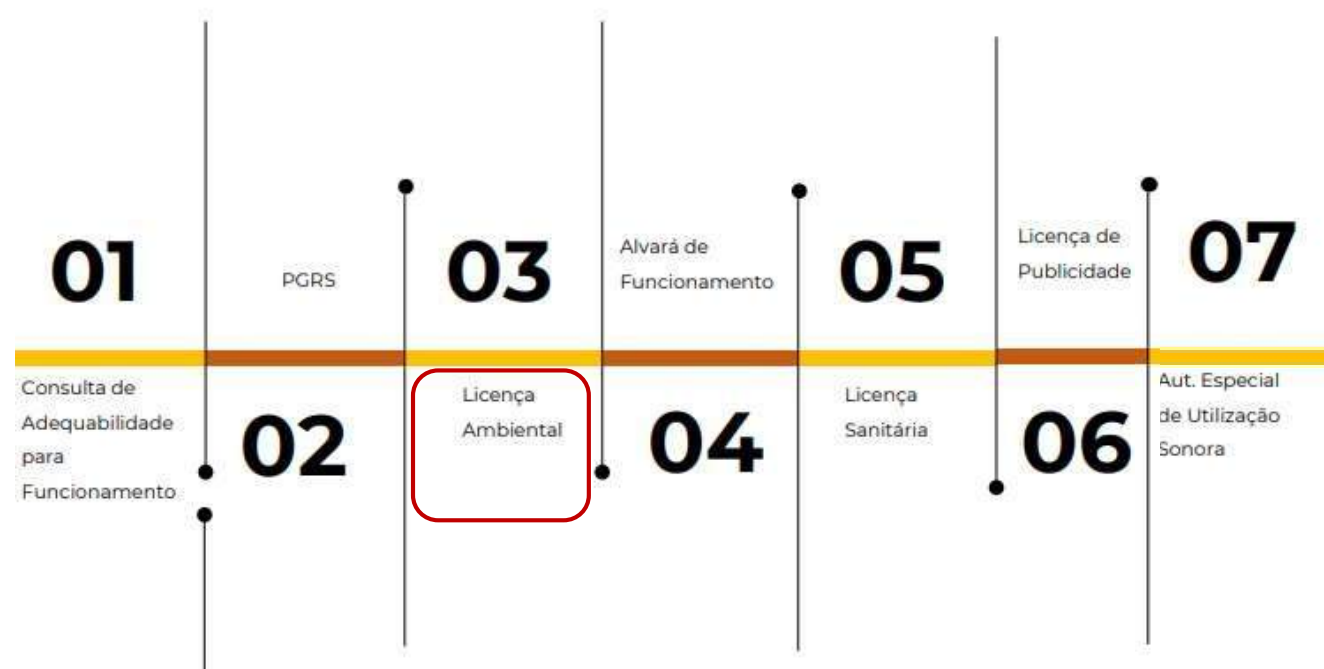 01
Consulta de
Adequabilidade
para
Funcionamento
PGRS
02
03
Licença
Ambiental
Alvará de
Funcionamento
04
05
Licença
Sanitária
Licença de
Publicidade
06
07
Aut. Especial
de Utilização
Sonora